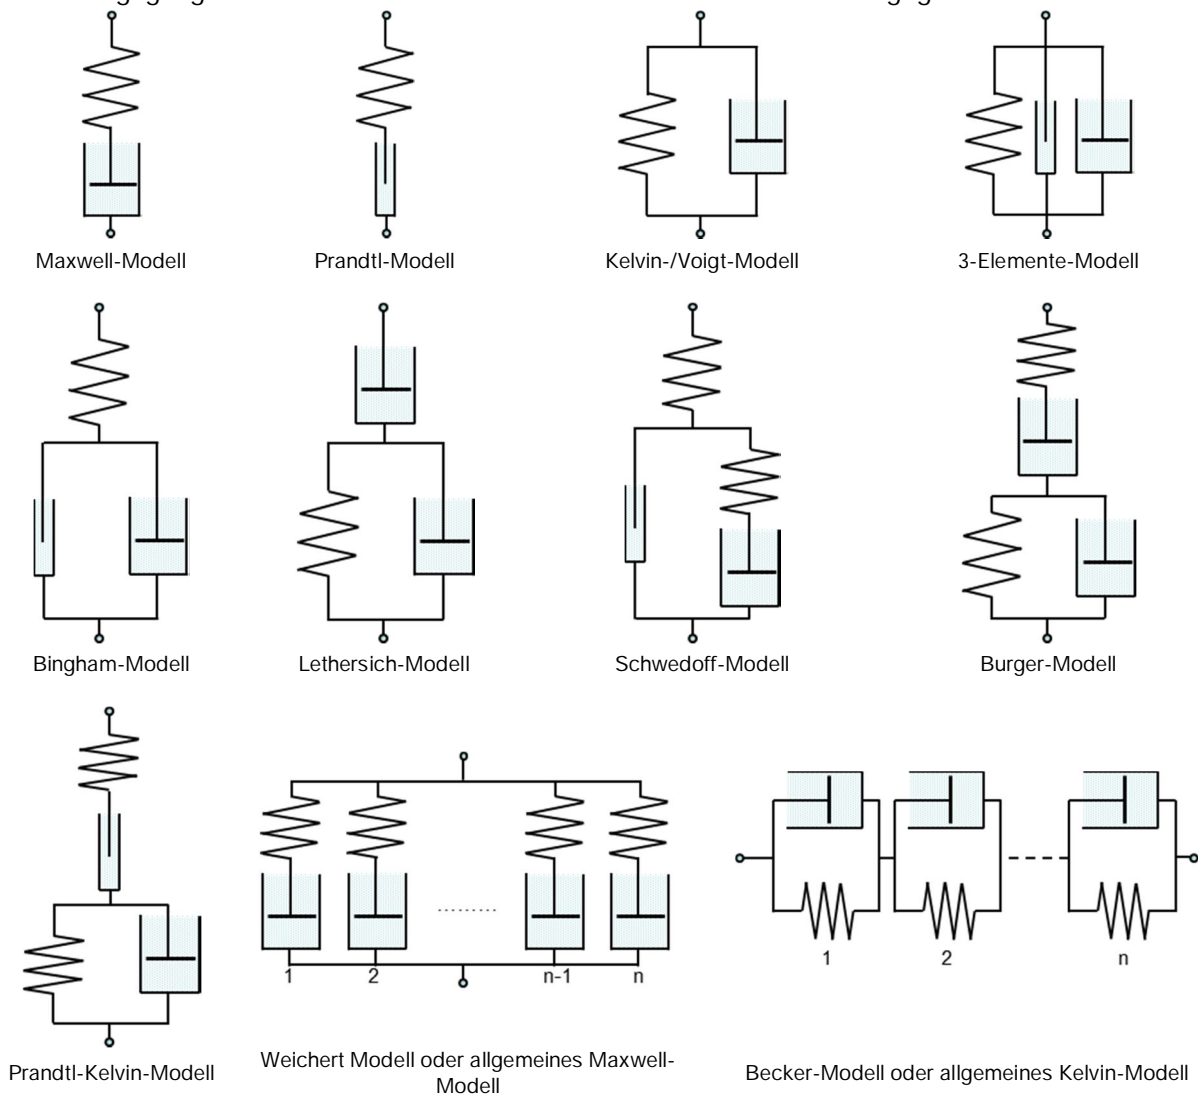 Maxwell-Modell
Prandtl-Modell
Kelvin-/Voigt-Modell
3-Elemente-Modell
Bingham-Modell
Lethersich-Modell
Schwedoff-Modell
Burger-Modell
1
2
n-1
n
1
2
n
Prandtl-Kelvin-Modell
Weichert Modell oder allgemeines Maxwell-
Modell
Becker-Modell oder allgemeines Kelvin-Modell